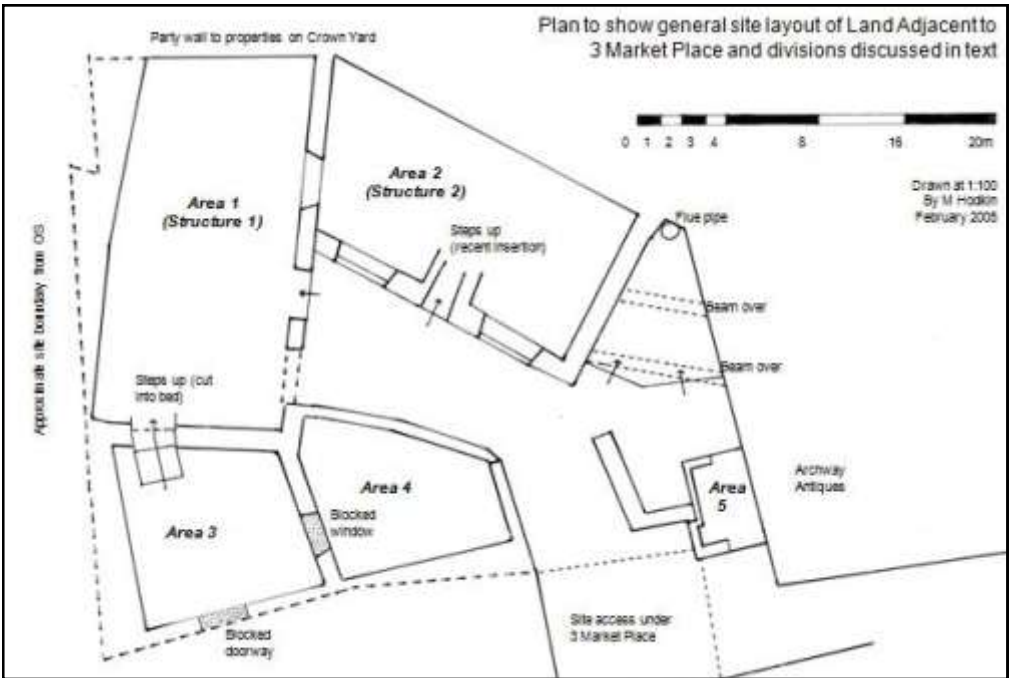 Plan to show general site layout of Land Adjacent to
3 Market Place and divisions discussed in text
Party wall to properties on Crown Yard
0 1 2 3 4 8 16 20m
Drawn at 1:100
By M Hodkin
February 2005
Area 1
(Structure 1)
Area 2
(Structure 2)
Steps up
(recent insertion)
Flue pipe
Beam over
Beam over
Approximate site boundary from OS
Steps up (cut
into bed)
Area 3
Area 4
Blocked
window
Blocked
doorway
Area
5
Archway
Antiques
Site access under
3 Market Place